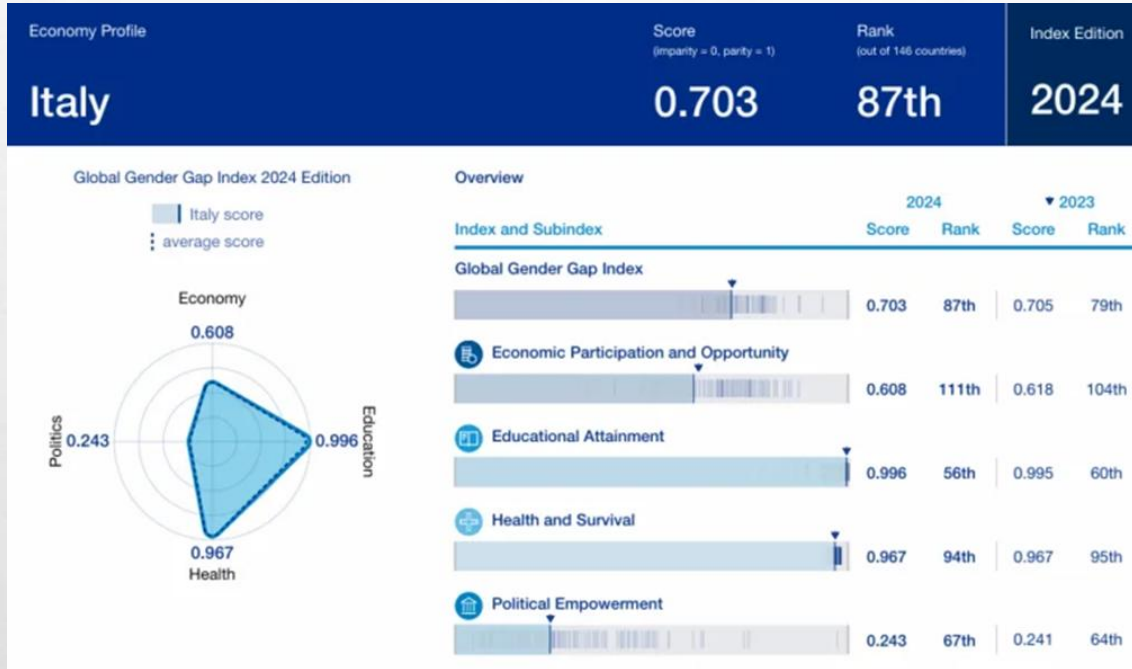 Economy Profile
Italy
Score
(imparity = 0, parity = 1)
0.703
Rank
(out of 146 countries)
87th
Index Edition
2024
Global Gender Gap Index 2024 Edition
Italy score
average score
Economy
0.608
Politics
0.243
0.996
Education
0.967
Health
Overview
2024 2023
Index and Subindex Score Rank Score Rank
Global Gender Gap Index
0.703 87th 0.705 79th
Economic Participation and Opportunity
0.608 111th 0.618 104th
Educational Attainment
0.996 56th 0.995 60th
Health and Survival
0.967 94th 0.967 95th
Political Empowerment
0.243 67th 0.241 64th